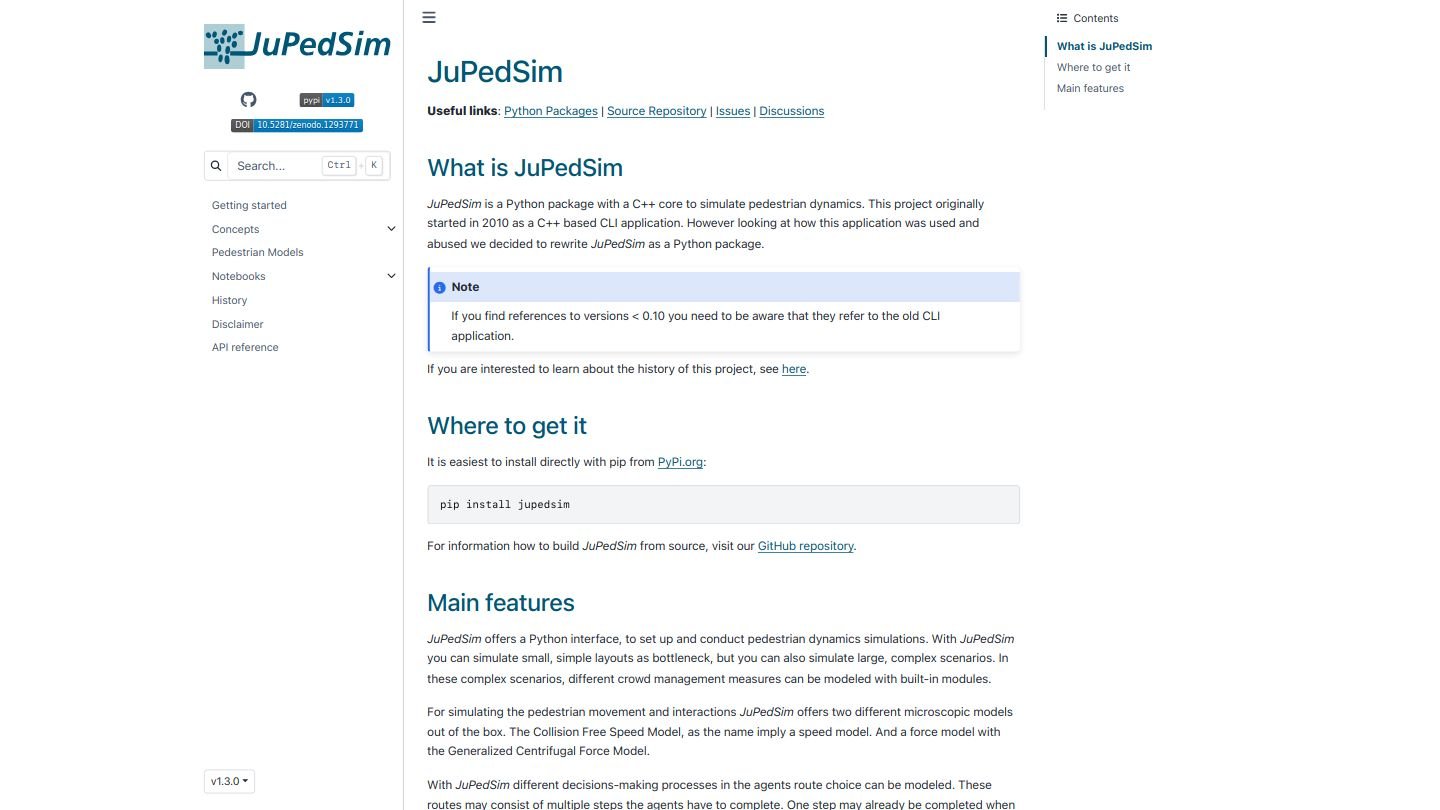 JuPedSim
pypi v1.3.0
DOI 10.5281/zenodo.1293771
Search... Ctrl + K
Getting started
Concepts
Pedestrian Models
Notebooks
History
Disclaimer
API reference
v1.3.0
JuPedSim
Useful links: Python Packages | Source Repository | Issues | Discussions
What is JuPedSim
JuPedSim is a Python package with a C++ core to simulate pedestrian dynamics. This project originally
started in 2010 as a C++ based CLI application. However looking at how this application was used and
abused we decided to rewrite JuPedSim as a Python package.
Note
If you find references to versions < 0.10 you need to be aware that they refer to the old CLI
application.
If you are interested to learn about the history of this project, see here.
Where to get it
It is easiest to install directly with pip from PyPi.org:
pip install jupedsim
For information how to build JuPedSim from source, visit our GitHub repository.
Main features
JuPedSim offers a Python interface, to set up and conduct pedestrian dynamics simulations. With JuPedSim
you can simulate small, simple layouts as bottleneck, but you can also simulate large, complex scenarios. In
these complex scenarios, different crowd management measures can be modeled with built-in modules.
For simulating the pedestrian movement and interactions JuPedSim offers two different microscopic models
out of the box. The Collision Free Speed Model, as the name imply a speed model. And a force model with
the Generalized Centrifugal Force Model.
With JuPedSim different decisions-making processes in the agents route choice can be modeled. These
routes may consist of multiple steps the agents have to complete. One step may already be completed when
Contents
What is JuPedSim
Where to get it
Main features